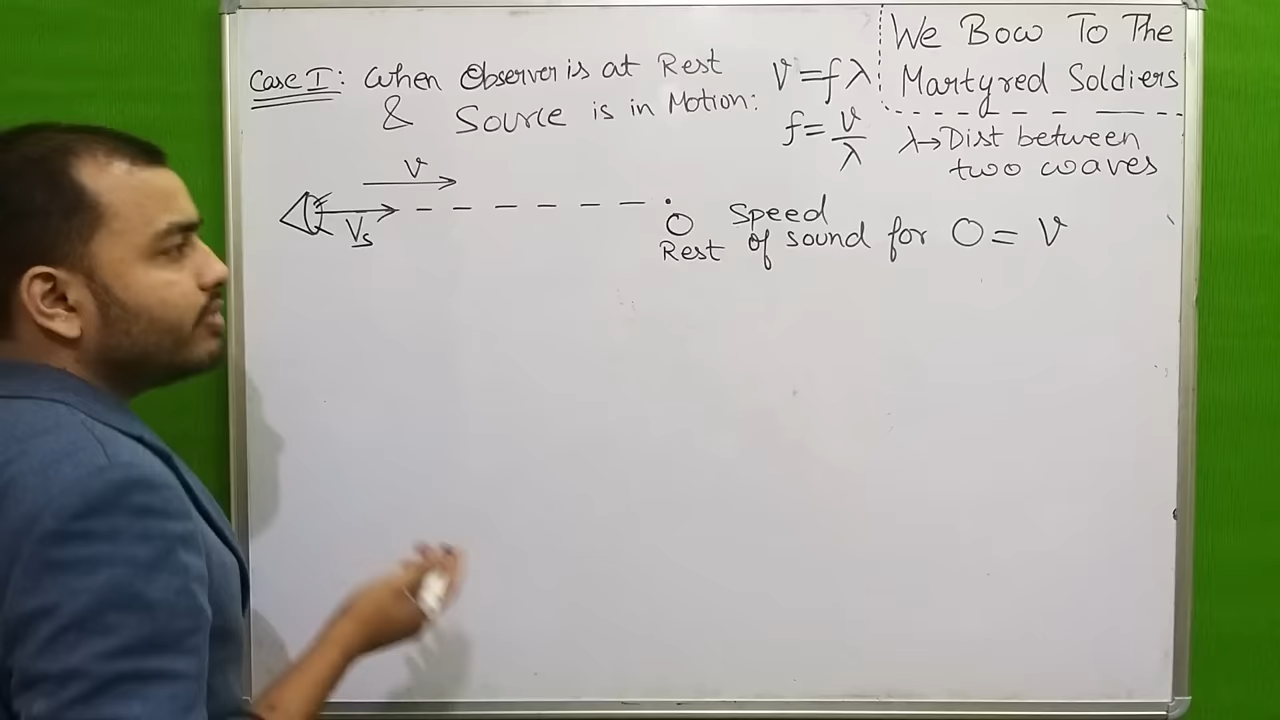 Case I: When Observer is at Rest
& Source is in Motion:
V = fλ
f = V/λ
We Bow To The
Martyred Soldiers
λ→Dist between
two waves
V
Vs
O
Rest
Speed
of sound for O = V